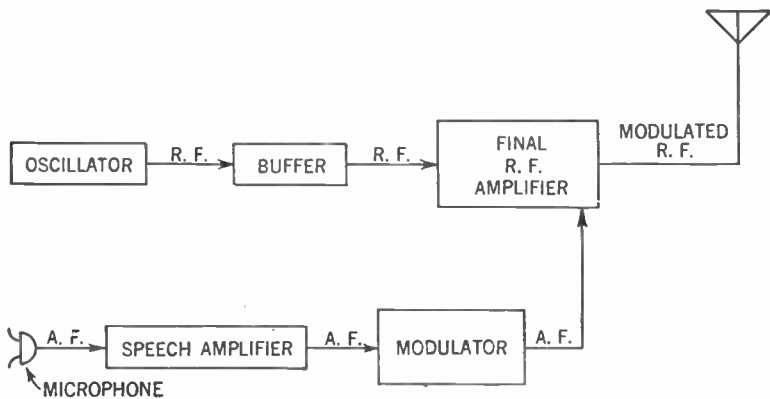 MODULATED
R. F.
OSCILLATOR
R. F.
BUFFER
R. F.
FINAL
R. F.
AMPLIFIER
A. F.
SPEECH AMPLIFIER
A. F.
MODULATOR
A. F.
MICROPHONE